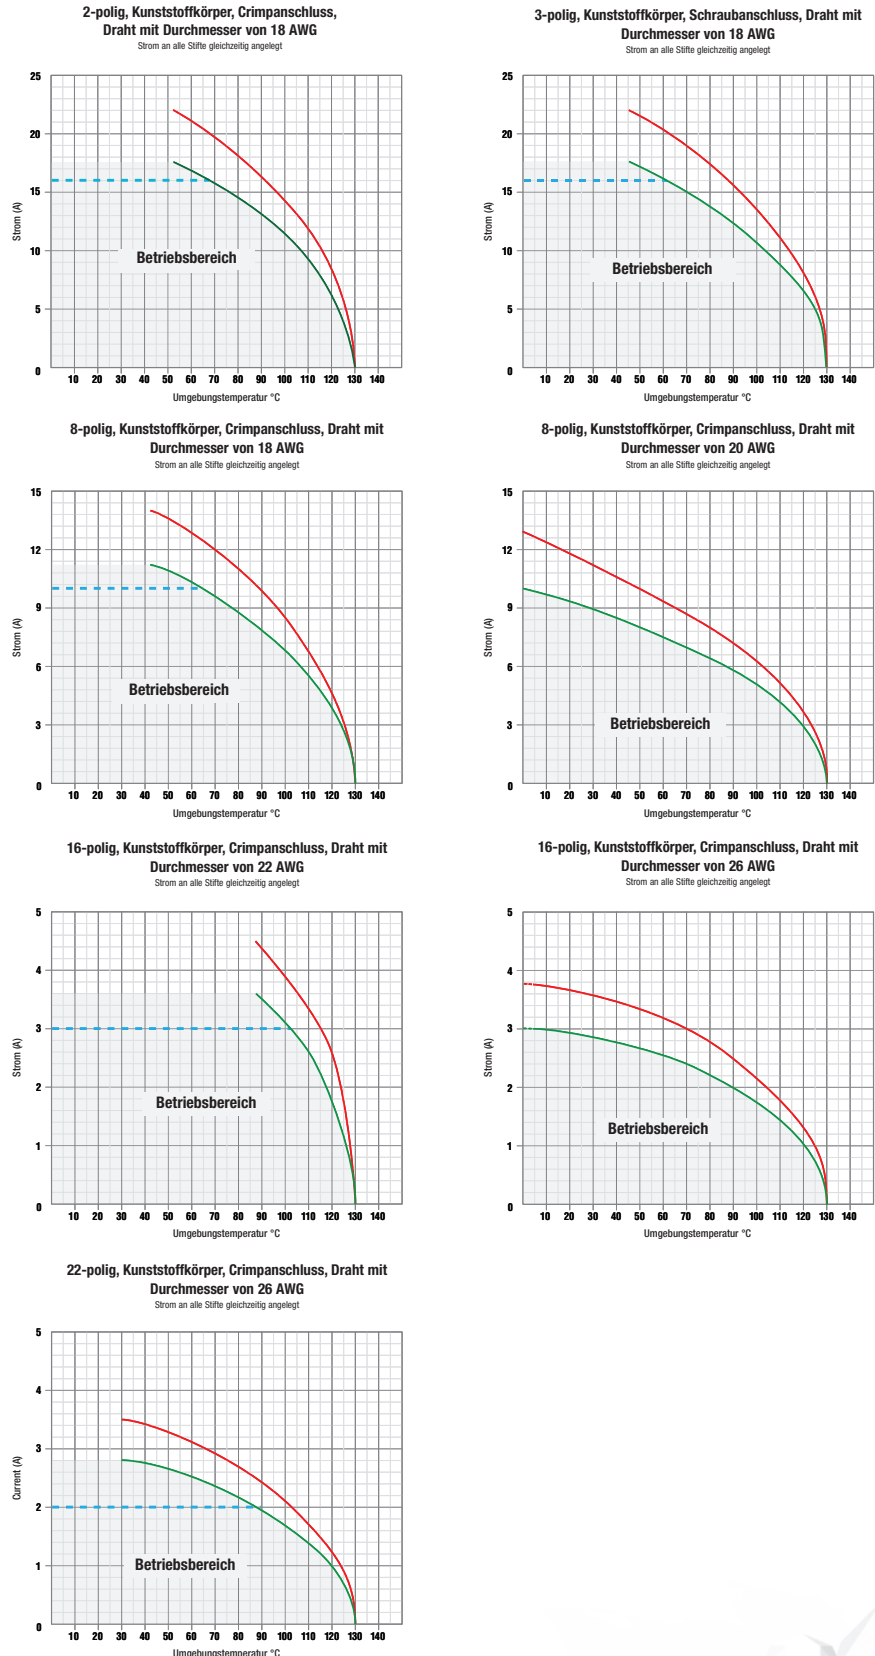 2-polig, Kunststoffkörper, Crimpanschluss,
Draht mit Durchmesser von 18 AWG
Strom an alle Stifte gleichzeitig angelegt
25
20
15
10
5
0
Strom (A)
Betriebsbereich
10 20 30 40 50 60 70 80 90 100 110 120 130 140
Umgebungstemperatur °C
3-polig, Kunststoffkörper, Schraubanschluss, Draht mit
Durchmesser von 18 AWG
Strom an alle Stifte gleichzeitig angelegt
25
20
15
10
5
0
Strom (A)
Betriebsbereich
10 20 30 40 50 60 70 80 90 100 110 120 130 140
Umgebungstemperatur °C
8-polig, Kunststoffkörper, Crimpanschluss, Draht mit
Durchmesser von 18 AWG
Strom an alle Stifte gleichzeitig angelegt
15
12
9
6
3
0
Strom (A)
Betriebsbereich
10 20 30 40 50 60 70 80 90 100 110 120 130 140
Umgebungstemperatur °C
8-polig, Kunststoffkörper, Crimpanschluss, Draht mit
Durchmesser von 20 AWG
Strom an alle Stifte gleichzeitig angelegt
15
12
9
6
3
0
Strom (A)
Betriebsbereich
10 20 30 40 50 60 70 80 90 100 110 120 130 140
Umgebungstemperatur °C
16-polig, Kunststoffkörper, Crimpanschluss, Draht mit
Durchmesser von 22 AWG
Strom an alle Stifte gleichzeitig angelegt
5
4
3
2
1
0
Strom (A)
Betriebsbereich
10 20 30 40 50 60 70 80 90 100 110 120 130 140
Umgebungstemperatur °C
16-polig, Kunststoffkörper, Crimpanschluss, Draht mit
Durchmesser von 26 AWG
Strom an alle Stifte gleichzeitig angelegt
5
4
3
2
1
0
Strom (A)
Betriebsbereich
10 20 30 40 50 60 70 80 90 100 110 120 130 140
Umgebungstemperatur °C
22-polig, Kunststoffkörper, Crimpanschluss, Draht mit
Durchmesser von 26 AWG
Strom an alle Stifte gleichzeitig angelegt
5
4
3
2
1
0
Current (A)
Betriebsbereich
10 20 30 40 50 60 70 80 90 100 110 120 130 140
Umgebungstemperatur °C